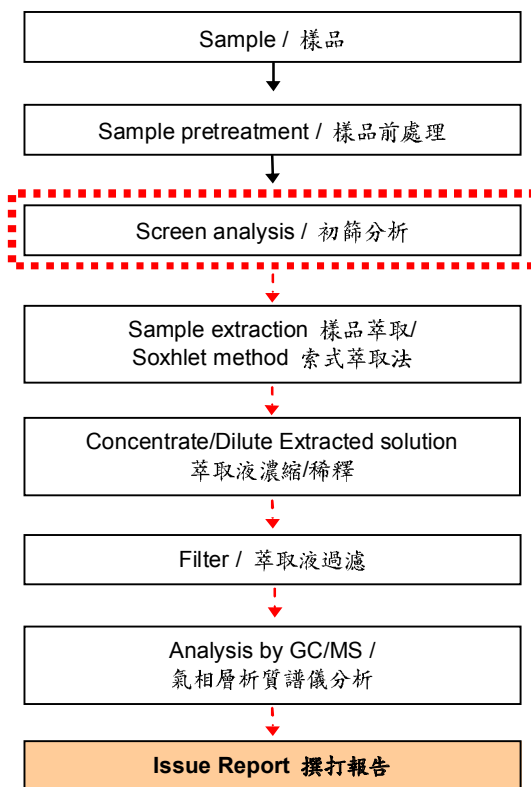 Sample / 樣品
Sample pretreatment / 樣品前處理
Screen analysis / 初篩分析
Sample extraction 樣品萃取/
Soxhlet method 索式萃取法
Concentrate/Dilute Extracted solution
萃取液濃縮/稀釋
Filter / 萃取液過濾
Analysis by GC/MS /
氣相層析質譜儀分析
Issue Report 撰打報告